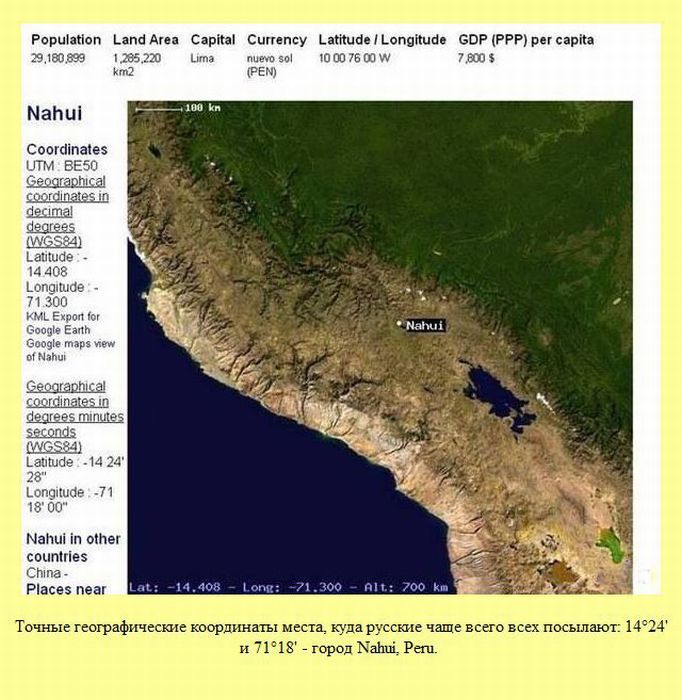 Population Land Area Capital Currency Latitude / Longitude GDP (PPP) per capita
29,180,899 1,285,220 Lima nuevo sol 10 00 76 00 W 7,800 $
km2 (PEN)
Nahui
Coordinates
UTM : BE50
Geographical
coordinates in
decimal
degrees
(WGS84)
Latitude : -
14.408
Longitude : -
71.300
KML Export for
Google Earth
Google maps view
of Nahui
Geographical
coordinates in
degrees minutes
seconds
(WGS84)
Latitude : -14 24'
28"
Longitude : -71
18' 00"
Nahui in other
countries
China -
Places near
100 km
Nahui
Lat: -14.408 - Long: -71.300 - Alt: 700 km
Точные географические координаты места, куда русские чаще всего всех посылают: 14°24'
и 71°18' - город Nahui, Peru.